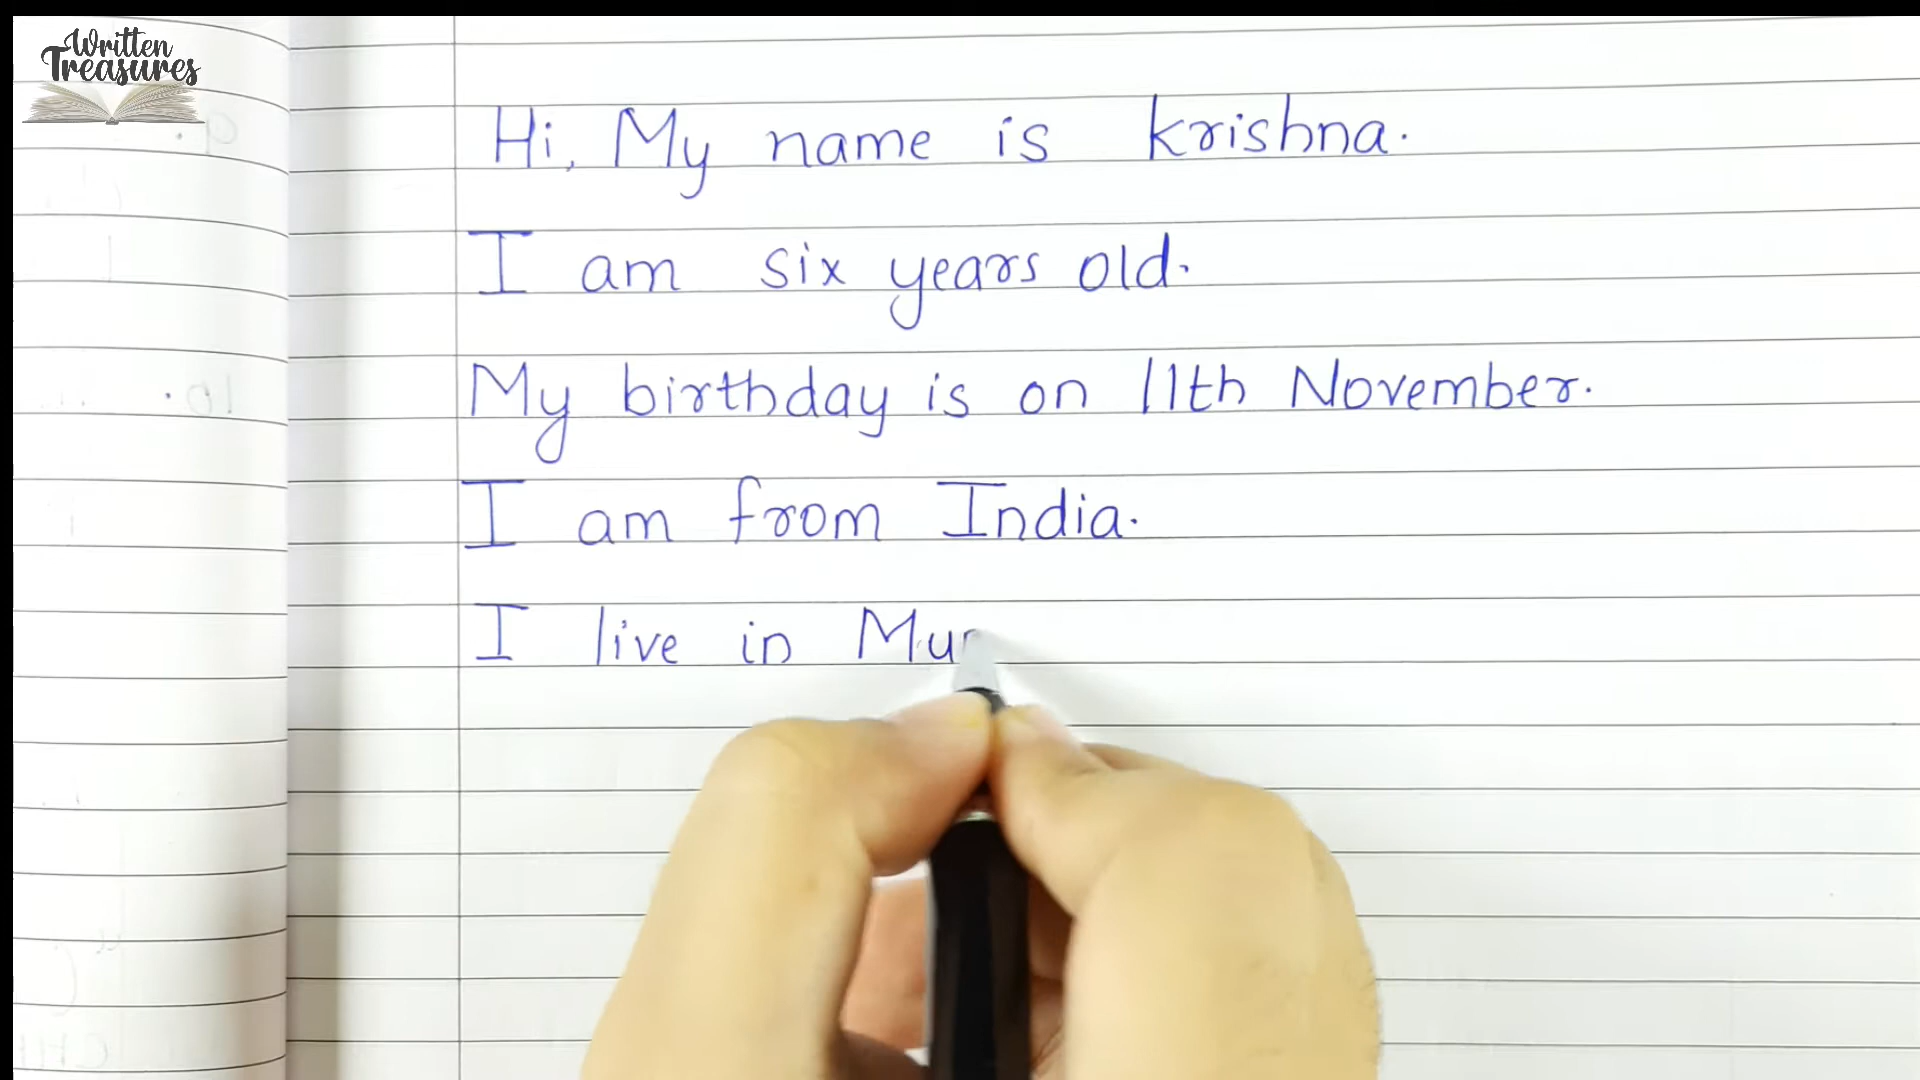 Written
Treasures
Hi, My name is krishna.
I am six years old.
My birthday is on 11th November.
I am from India.
I live in